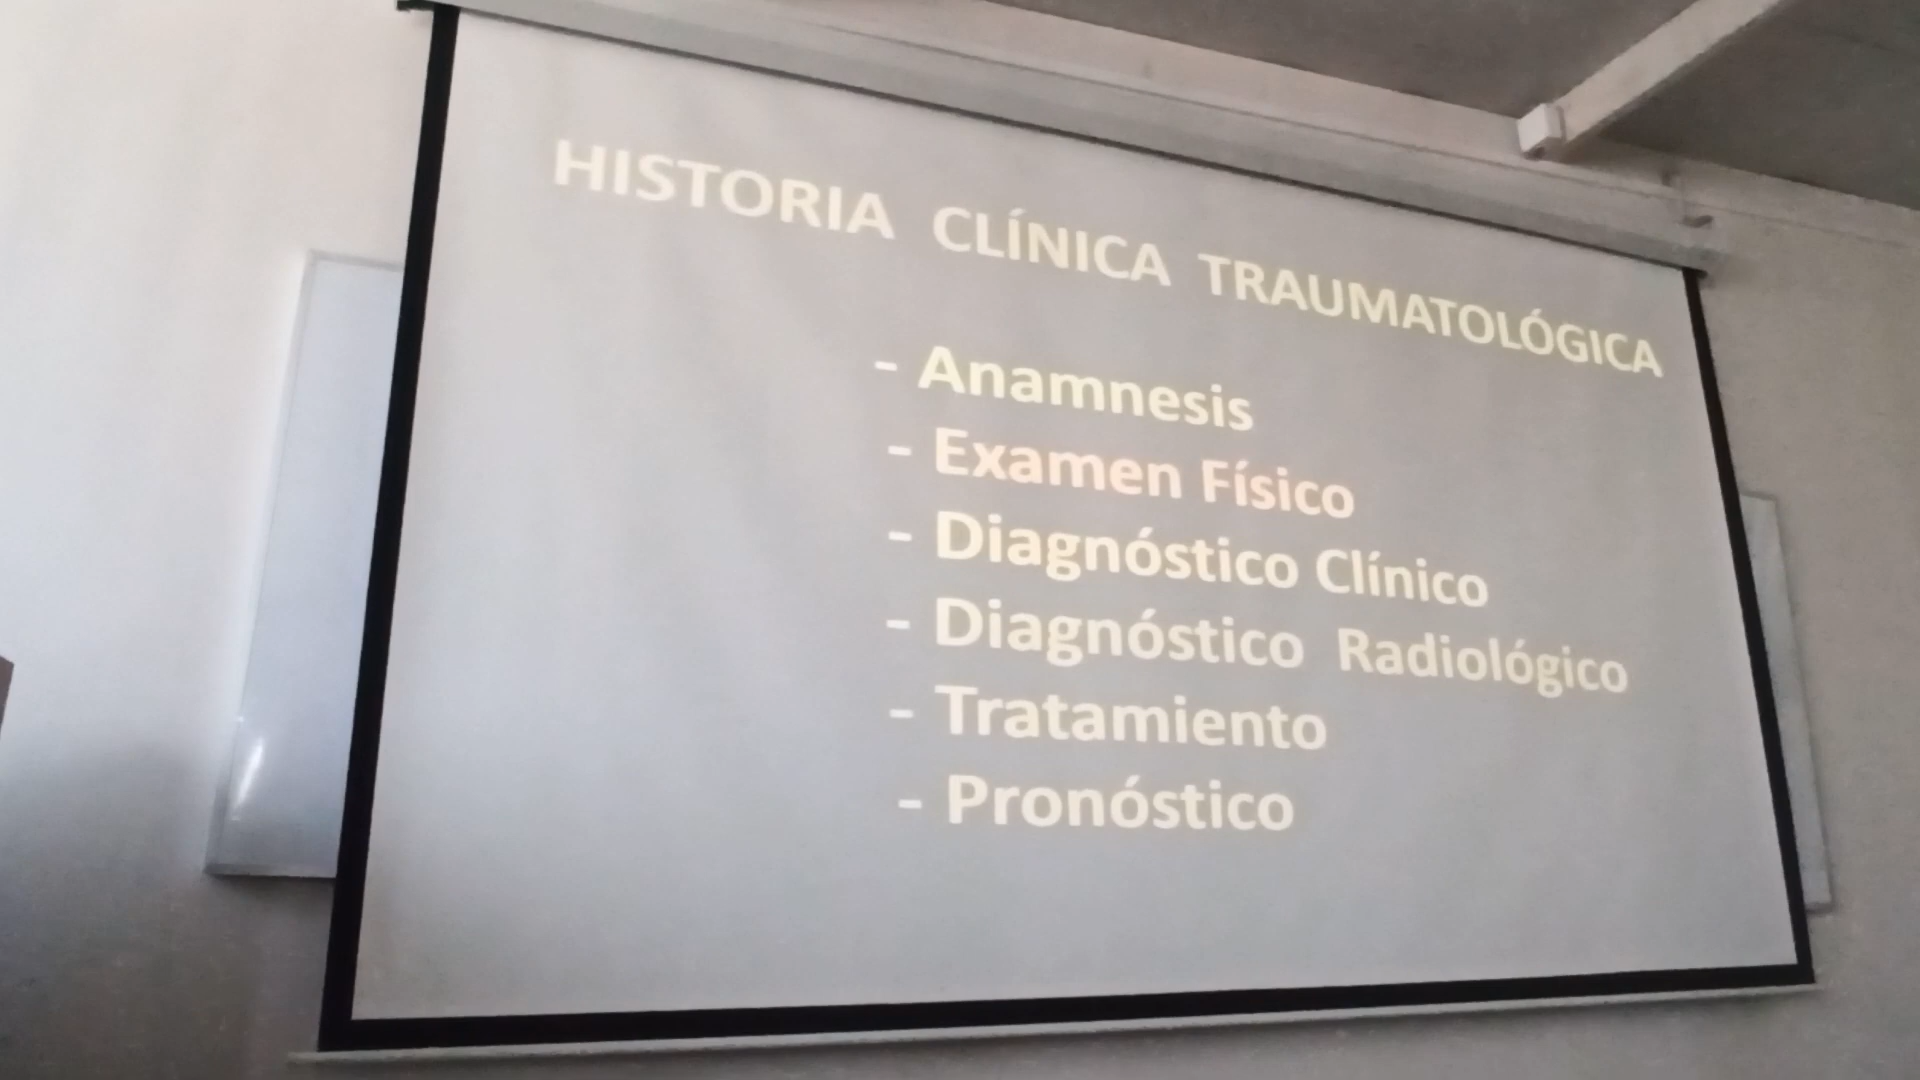 HISTORIA CLÍNICA TRAUMATOLÓGICA
- Anamnesis
- Examen Físico
- Diagnóstico Clínico
- Diagnóstico Radiológico
- Tratamiento
- Pronóstico